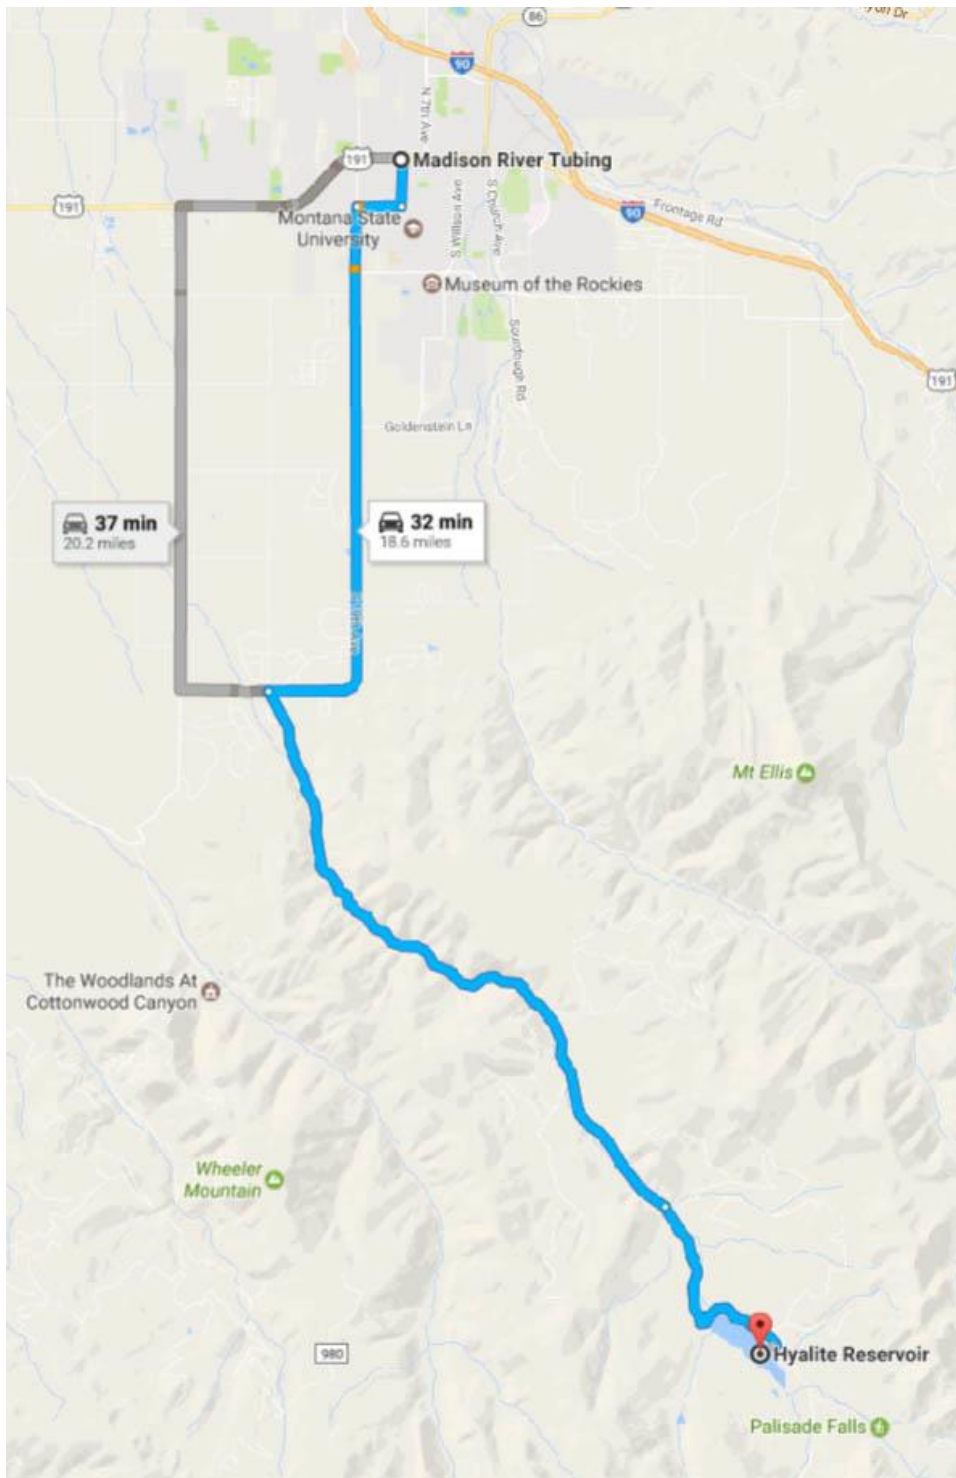 86
90
N 7th Ave
191
Madison River Tubing
191
Montana State
University
S Willson Ave
S Church Ave
90
Frontage Rd
Museum of the Rockies
Sourdough Rd
191
Goldenstein Ln
37 min
20.2 miles
32 min
18.6 miles
Mt Ellis
The Woodlands At
Cottonwood Canyon
Wheeler
Mountain
980
Hyalite Reservoir
Palisade Falls